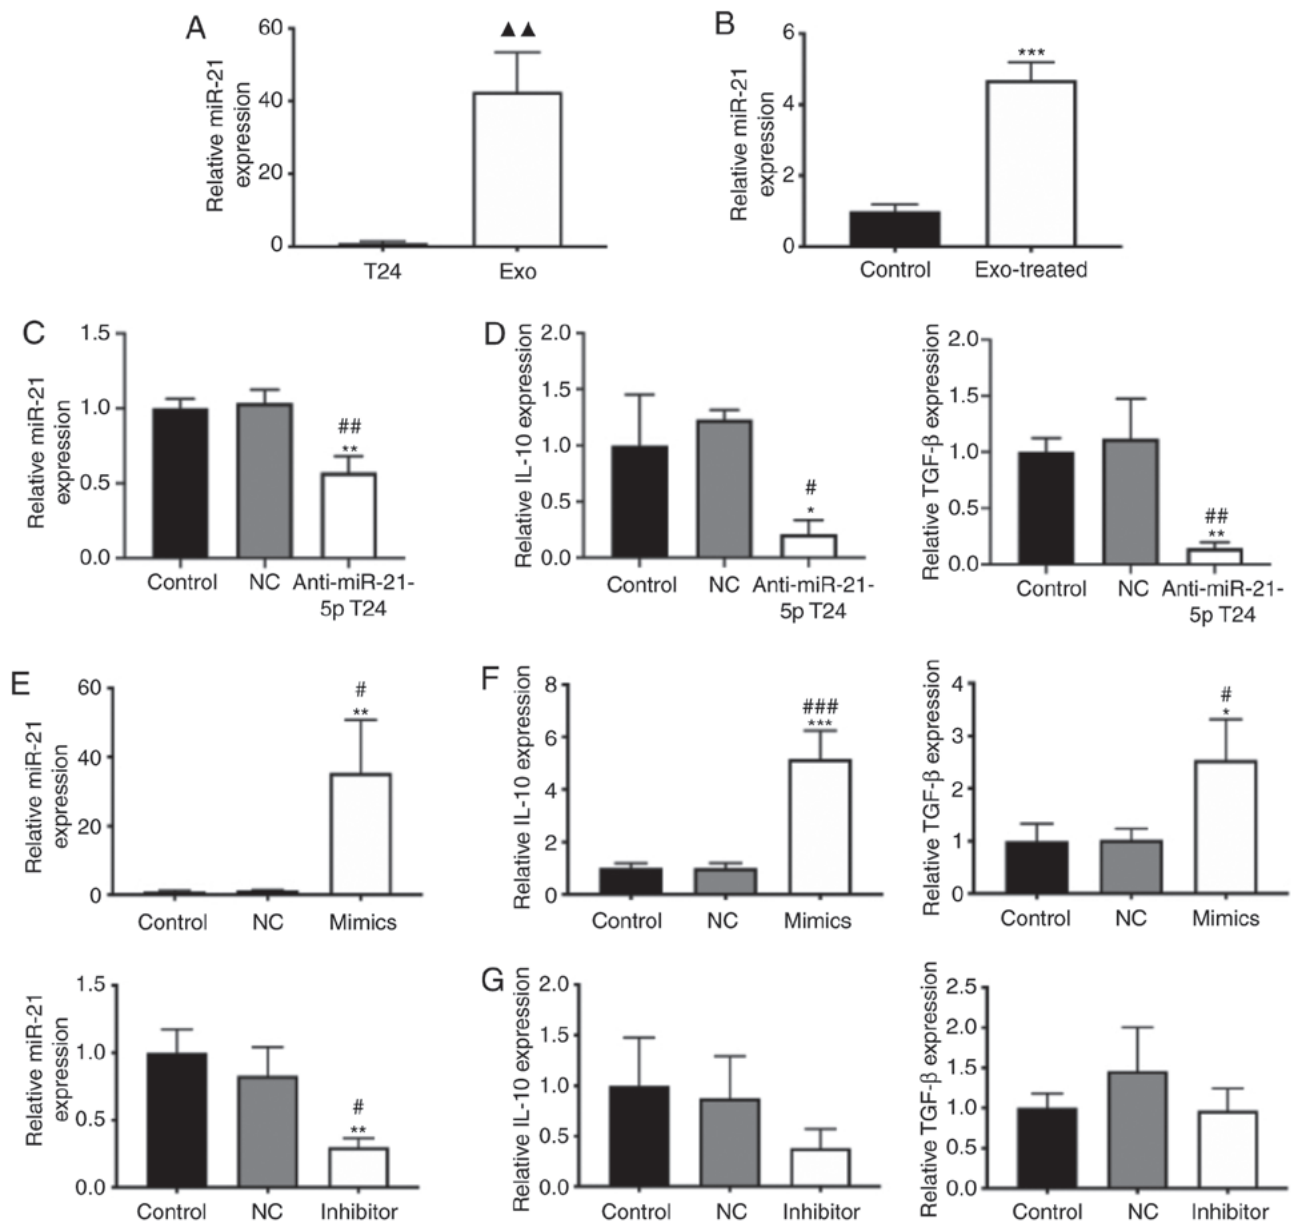 A
Relative miR-21
expression
60
40
20
0
▲▲
T24
Exo
B
Relative miR-21
expression
6
4
2
0
***
Control
Exo-treated
C
Relative miR-21
expression
1.5
1.0
0.5
0.0
##
**
Control
NC
Anti-miR-21-
5p T24
D
Relative IL-10 expression
2.0
1.5
1.0
0.5
0.0
#
*
Control
NC
Anti-miR-21-
5p T24
Relative TGF-β expression
2.0
1.5
1.0
0.5
0.0
##
**
Control
NC
Anti-miR-21-
5p T24
E
Relative miR-21
expression
60
40
20
0
#
**
Control
NC
Mimics
F
Relative IL-10 expression
8
6
4
2
0
###
***
Control
NC
Mimics
Relative TGF-β expression
4
3
2
1
0
#
*
Control
NC
Mimics
Relative miR-21
expression
1.5
1.0
0.5
0.0
#
**
Control
NC
Inhibitor
G
Relative IL-10 expression
2.0
1.5
1.0
0.5
0.0
Control
NC
Inhibitor
Relative TGF-β expression
2.5
2.0
1.5
1.0
0.5
0.0
Control
NC
Inhibitor